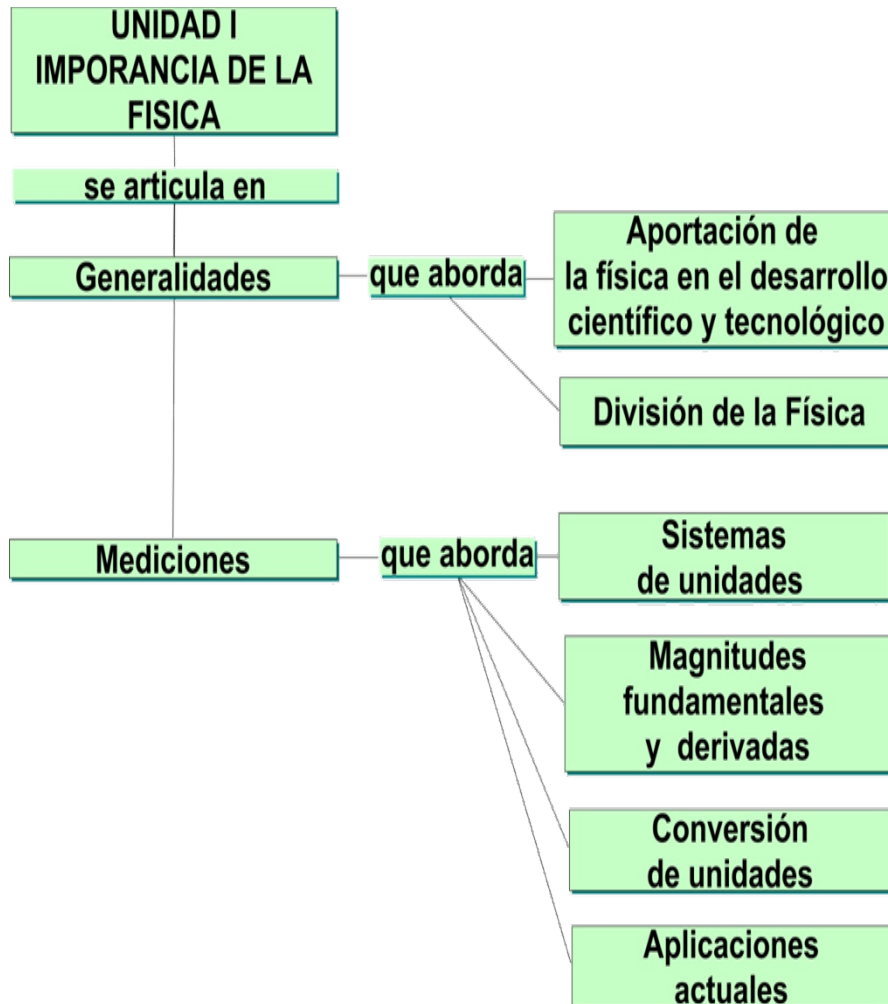 UNIDAD I
IMPORANCIA DE LA
FISICA
se articula en
Generalidades
que aborda
Aportación de
la física en el desarrollo
científico y tecnológico
División de la Física
Mediciones
que aborda
Sistemas
de unidades
Magnitudes
fundamentales
y derivadas
Conversión
de unidades
Aplicaciones
actuales